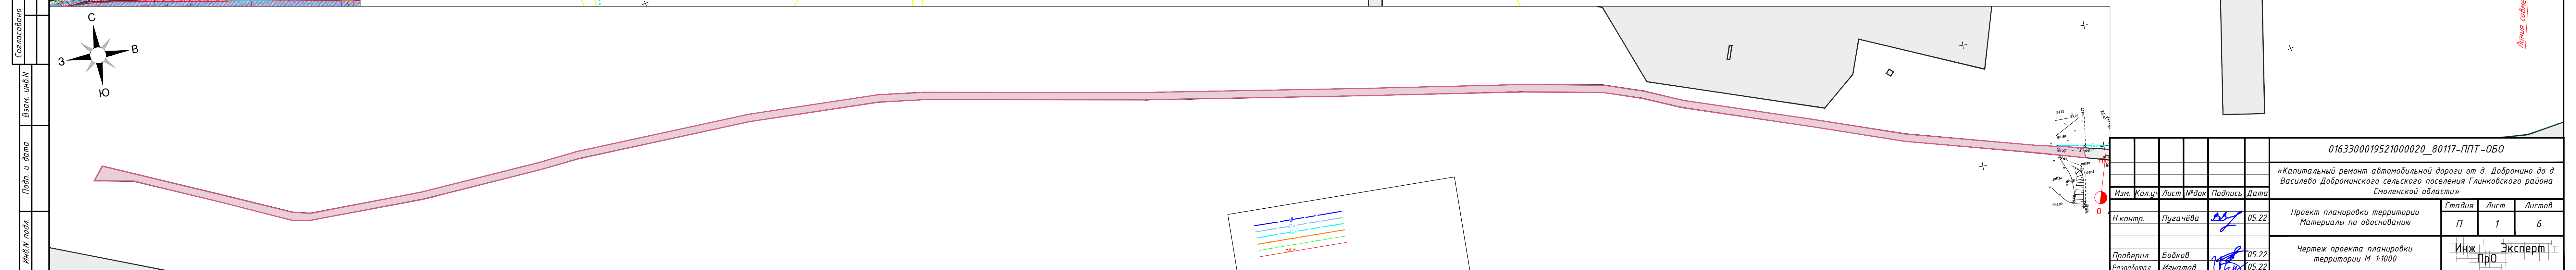 Согласовано
Взам. инв.N
Подп. и дата
Инв.N подл.
С
В
З
Ю
0
Линия совме
0163300019521000020_80117-ППТ-ОБО
«Капитальный ремонт автомобильной дороги от д. Добромино до д.
Василево Доброминского сельского поселения Глинковского района
Смоленской области»
Изм. Кол.уч Лист №док Подпись Дата
Н.контр. Пугачёва 05.22
Проект планировки территории
Материалы по обоснованию
Стадия Лист Листов
П 1 6
Проверил Бобков 05.22
Разработал Игнатов 05.22
Чертеж проекта планировки
территории М 1:1000
Инж Эксперт
ПрО